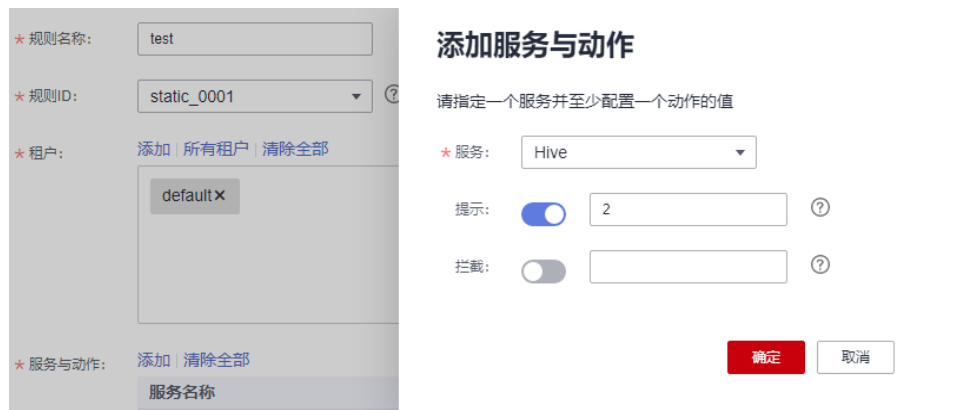 * 规则名称: test
* 规则ID: static_0001 ?
* 租户: 添加 | 所有租户 | 清除全部
default ×
* 服务与动作: 添加 | 清除全部
服务名称
添加服务与动作
请指定一个服务并至少配置一个动作的值
* 服务: Hive
提示: 2 ?
拦截: ?
确定 取消